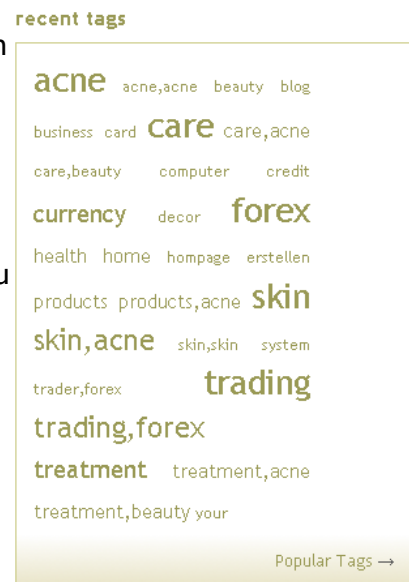 recent tags
n
acne acne,acne beauty blog
business card care care,acne
care,beauty computer credit
currency decor forex
health home hompage erstellen
u
products products,acne skin
skin,acne skin,skin system
trader,forex trading
trading,forex
treatment treatment,acne
treatment,beauty your
Popular Tags →